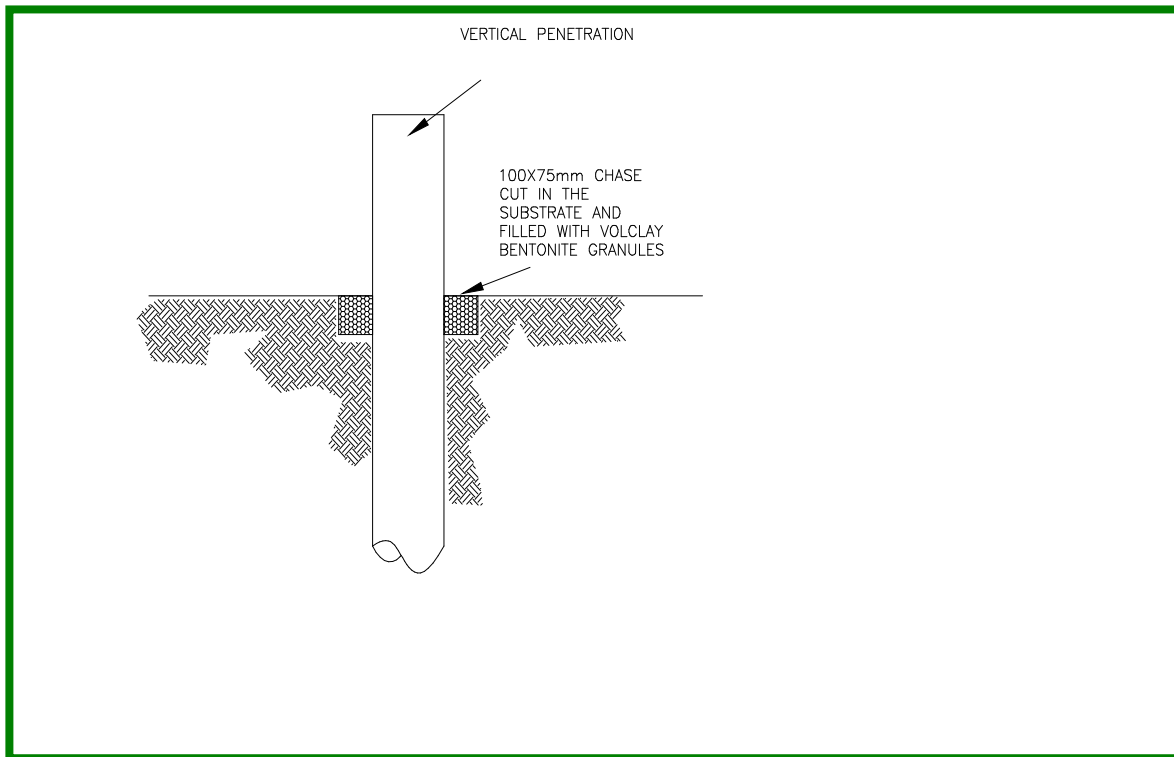 VERTICAL PENETRATION
100X75mm CHASE
CUT IN THE
SUBSTRATE AND
FILLED WITH VOLCLAY
BENTONITE GRANULES